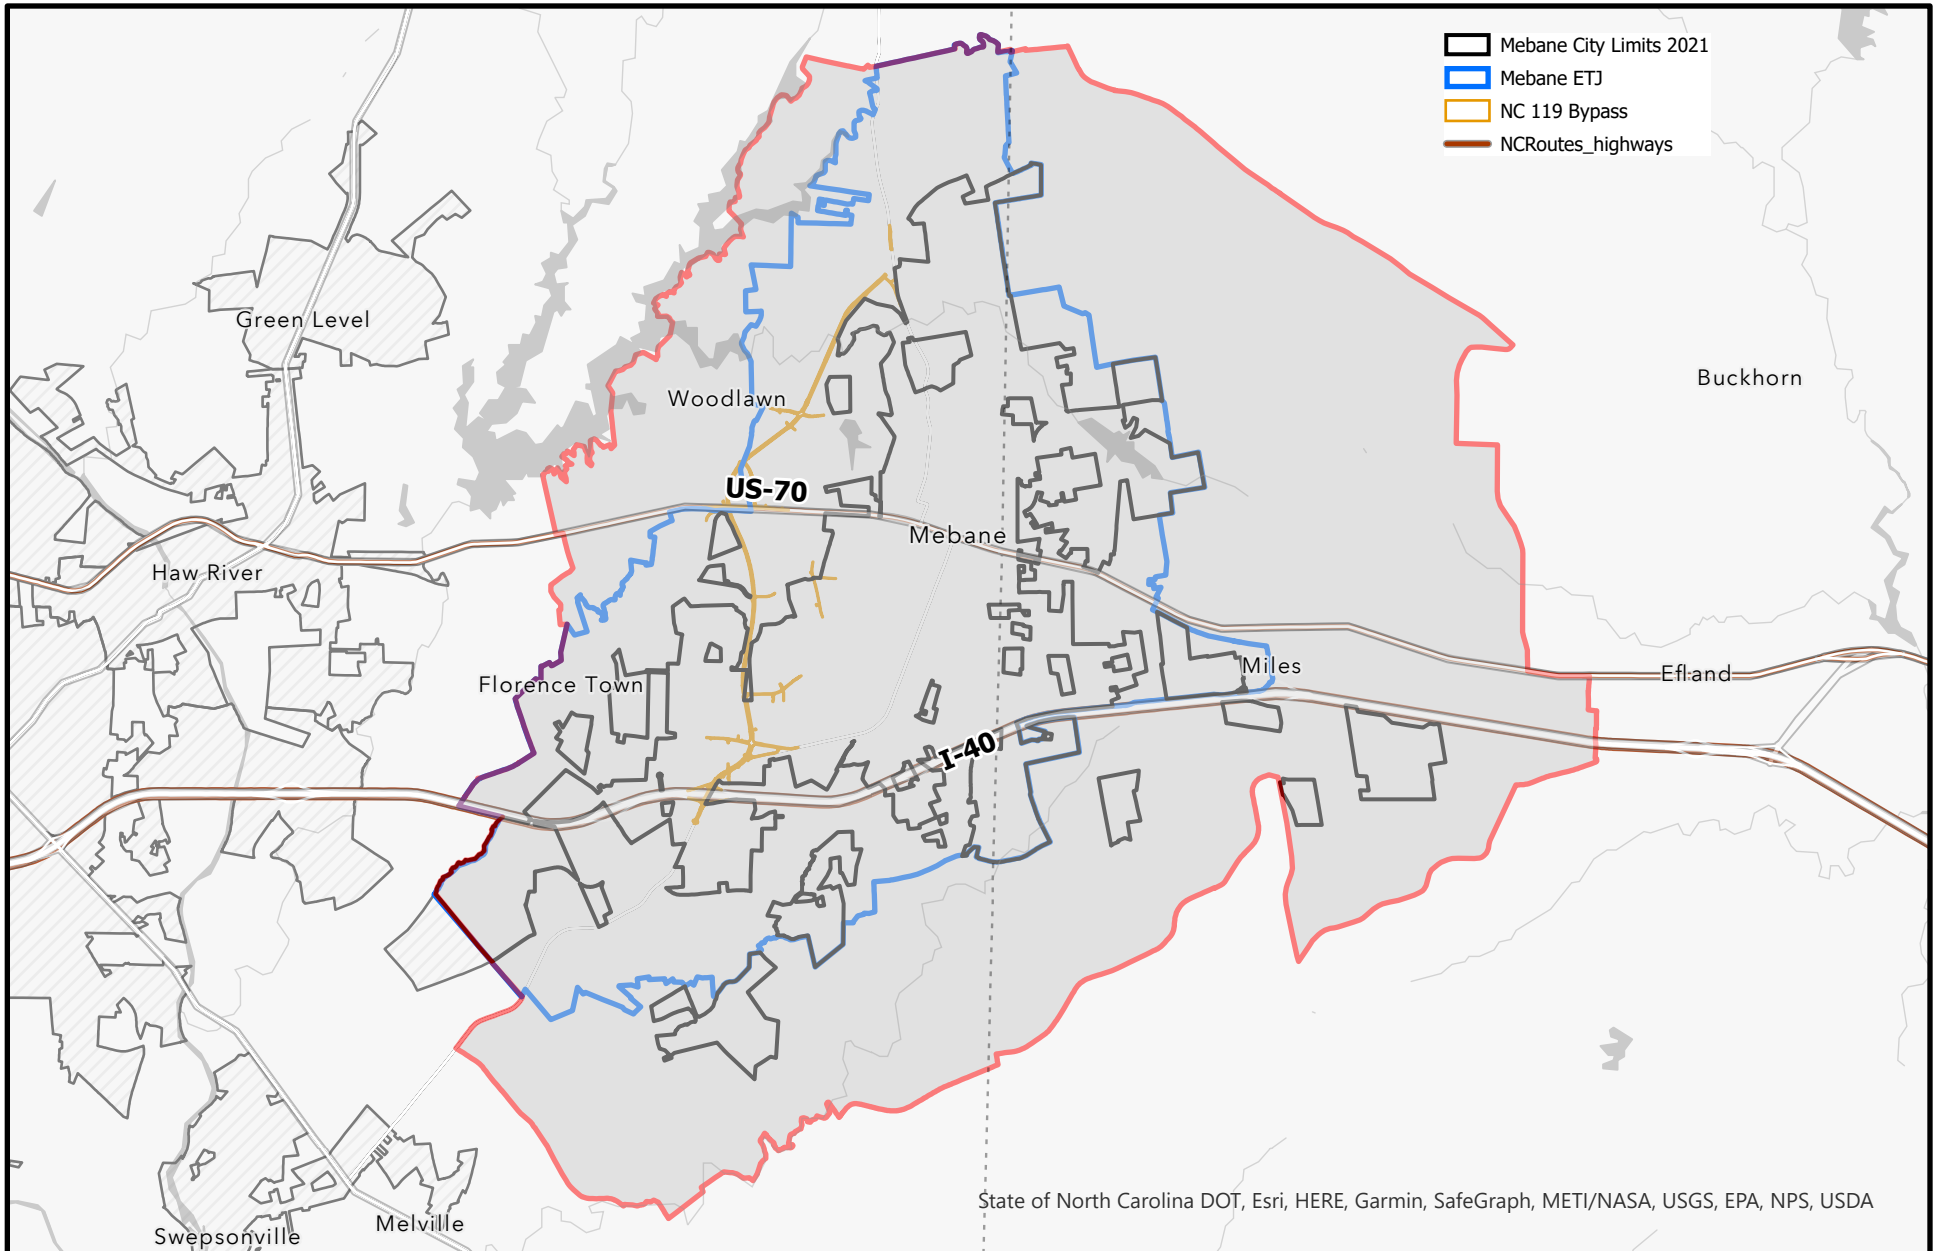 Mebane City Limits 2021
Mebane ETJ
NC 119 Bypass
NCRoutes_highways
Green Level
Buckhorn
Woodlawn
US-70
Mebane
Haw River
Miles
Efland
Florence Town
I-40
State of North Carolina DOT, Esri, HERE, Garmin, SafeGraph, METI/NASA, USGS, EPA, NPS, USDA
Melville
Swepsonville